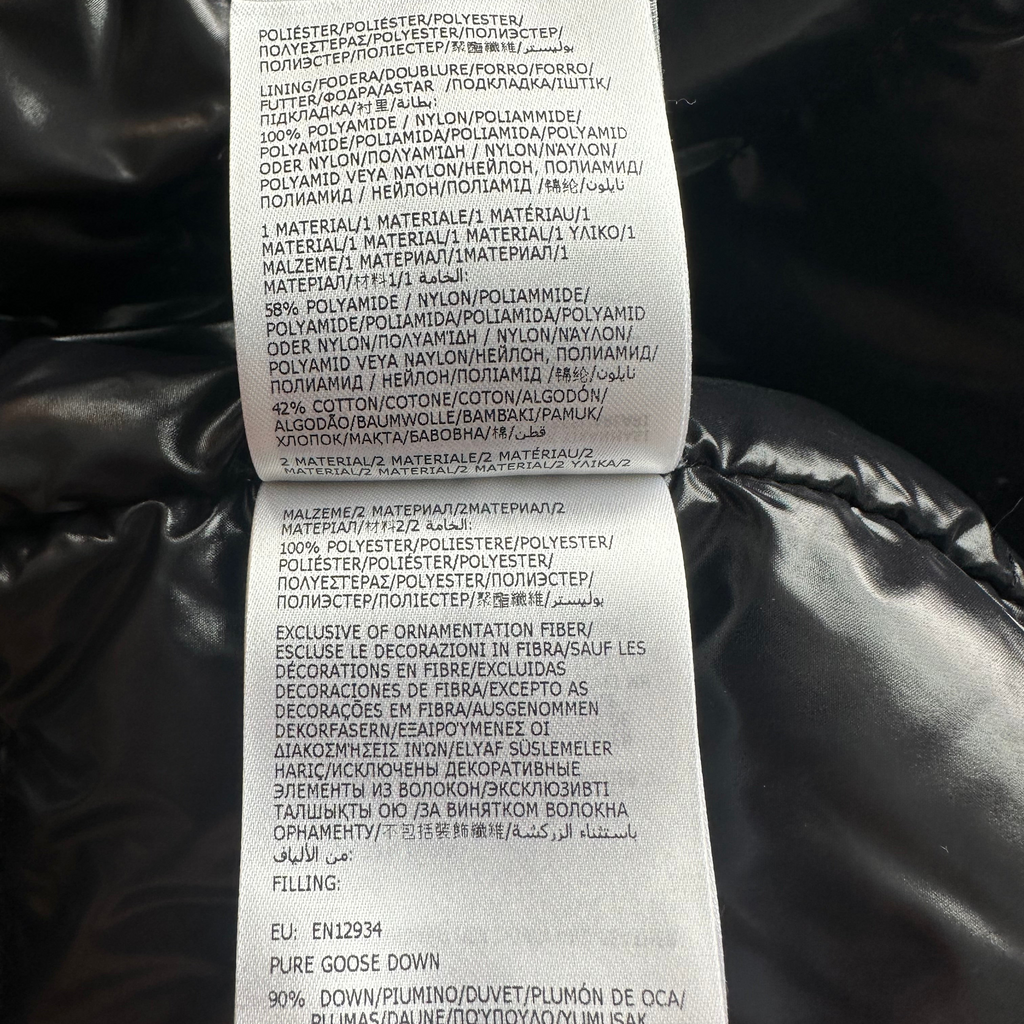 POLIÉSTER/POLIÉSTER/POLYESTER/
ΠΟΛΥΕΣΤΕΡΑΣ/POLYESTER/ПОЛИЭСТЕР/
ПОЛИЭСТЕР/ПОЛІЕСТЕР/聚酯纖維/بوليستر
LINING/FODERA/DOUBLURE/FORRO/FORRO/
FUTTER/ΦΟΔΡΑ/ASTAR /ПОДКЛАДКА/ІШТІК/
ПІДКЛАДКА/衬里/بطانة:
100% POLYAMIDE / NYLON/POLIAMMIDE/
POLYAMIDE/POLIAMIDA/POLIAMIDA/POLYAMID
ODER NYLON/ΠΟΛΥΑΜΊΔΗ / NYLON/ΝΆΥΛΟΝ/
POLYAMID VEYA NAYLON/НЕЙЛОН, ПОЛИАМИД/
ПОЛИАМИД / НЕЙЛОН/ПОЛІАМІД /锦纶/نايلون
1 MATERIAL/1 MATERIALE/1 MATÉRIAU/1
MATERIAL/1 MATERIAL/1 MATERIAL/1 ΥΛΙΚΟ/1
MALZEME/1 МАТЕРИАЛ/1МАТЕРИАЛ/1
МАТЕРІАЛ/材料1/1 الخامة:
58% POLYAMIDE / NYLON/POLIAMMIDE/
POLYAMIDE/POLIAMIDA/POLIAMIDA/POLYAMID
ODER NYLON/ΠΟΛΥΑΜΊΔΗ / NYLON/ΝΆΥΛΟΝ/
POLYAMID VEYA NAYLON/НЕЙЛОН, ПОЛИАМИД/
ПОЛИАМИД / НЕЙЛОН/ПОЛІАМІД /锦纶/نايلون
42% COTTON/COTONE/COTON/ALGODÓN/
ALGODÃO/BAUMWOLLE/ΒΑΜΒΆΚΙ/PAMUK/
ХЛОПОК/МАКТА/БАВОВНА/棉/قطن
2 MATERIAL/2 MATERIALE/2 MATÉRIAU/2
MATERIAL/2 MATERIAL/2 MATERIAL/2 ΥΛΙΚΑ/2
MALZEME/2 МАТЕРИАЛ/2МАТЕРИАЛ/2
МАТЕРІАЛ/材料2/2 الخامة:
100% POLYESTER/POLIESTERE/POLYESTER/
POLIÉSTER/POLIÉSTER/POLYESTER/
ΠΟΛΥΕΣΤΕΡΑΣ/POLYESTER/ПОЛИЭСТЕР/
ПОЛИЭСТЕР/ПОЛІЕСТЕР/聚酯纖維/بوليستر
EXCLUSIVE OF ORNAMENTATION FIBER/
ESCLUSE LE DECORAZIONI IN FIBRA/SAUF LES
DÉCORATIONS EN FIBRE/EXCLUIDAS
DECORACIONES DE FIBRA/EXCEPTO AS
DECORAÇÕES EM FIBRA/AUSGENOMMEN
DEKORFASERN/ΕΞΑΙΡΟΎΜΕΝΕΣ ΟΙ
ΔΙΑΚΟΣΜΉΣΕΙΣ ΙΝΏΝ/ELYAF SÜSLEMELER
HARIÇ/ИСКЛЮЧЕНЫ ДЕКОРАТИВНЫЕ
ЭЛЕМЕНТЫ ИЗ ВОЛОКОН/ЭКСКЛЮЗИВТІ
ТАЛШЫҚТЫ ОЮ /ЗА ВИНЯТКОМ ВОЛОКНА
ОРНАМЕНТУ/不包括裝飾纖維/باستثناء الزركشة
من الألياف:
FILLING:
EU: EN12934
PURE GOOSE DOWN
90% DOWN/PIUMINO/DUVET/PLUMÓN DE OCA/
PLUMAS/DAUNE/ΠΟΎΠΟΥΛΟ/YUMUSAK